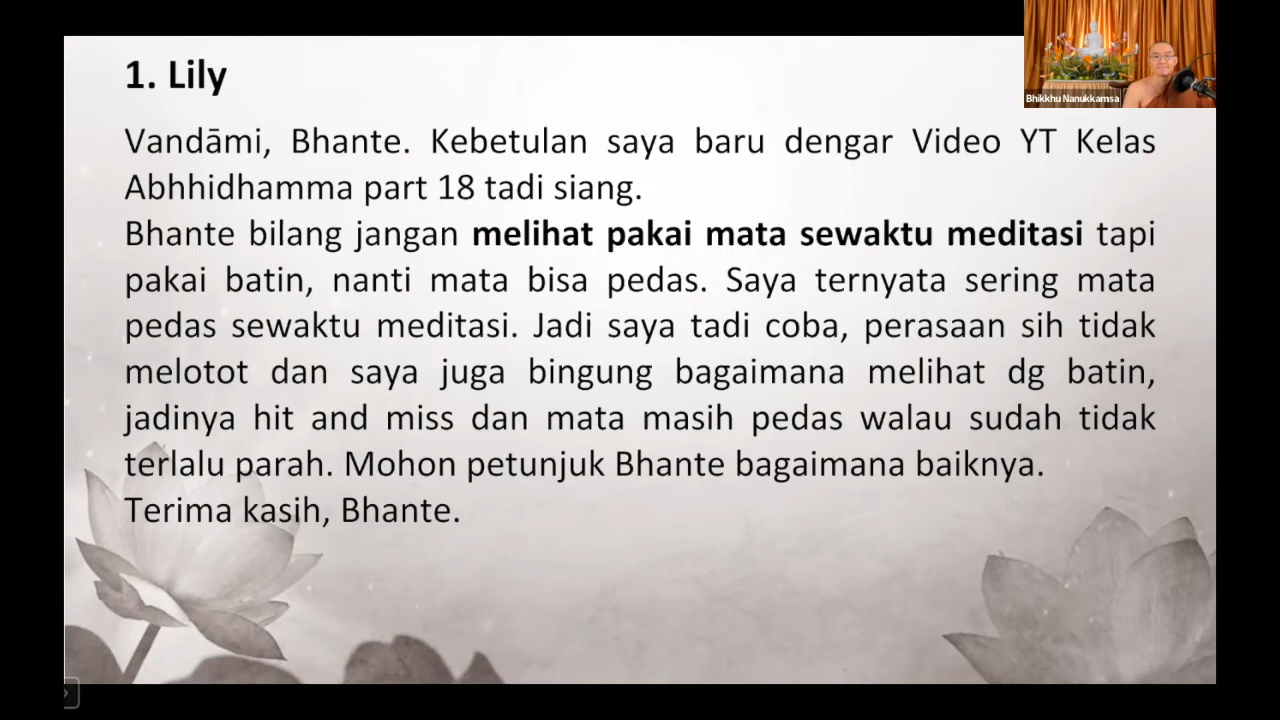 1. Lily
Vandāmi, Bhante. Kebetulan saya baru dengar Video YT Kelas
Abhhidhamma part 18 tadi siang.
Bhante bilang jangan melihat pakai mata sewaktu meditasi tapi
pakai batin, nanti mata bisa pedas. Saya ternyata sering mata
pedas sewaktu meditasi. Jadi saya tadi coba, perasaan sih tidak
melotot dan saya juga bingung bagaimana melihat dg batin,
jadinya hit and miss dan mata masih pedas walau sudah tidak
terlalu parah. Mohon petunjuk Bhante bagaimana baiknya.
Terima kasih, Bhante.
Bhikkhu Nanukkamsa